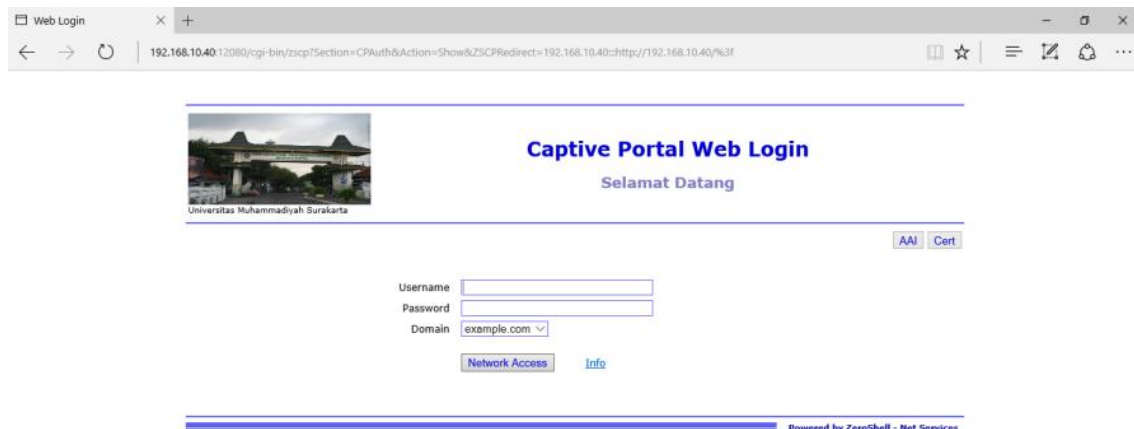 Web Login
192.168.10.40:12080/cgi-bin/zscp?Section=CPAuth&Action=Show&ZSCPRedirect=192.168.10.40:::http://192.168.10.40/%3f
Captive Portal Web Login
Selamat Datang
Universitas Muhammadiyah Surakarta
AAI Cert
Username
Password
Domain example.com
Network Access Info
Powered by ZeroShell - Net Services